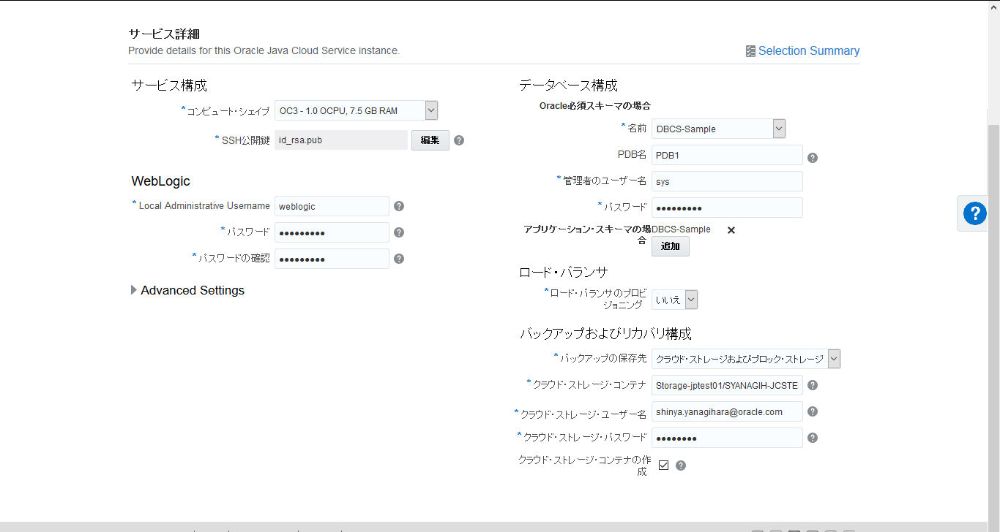 サービス詳細
Provide details for this Oracle Java Cloud Service instance.
Selection Summary
サービス構成
*コンピュート・シェイプ OC3 - 1.0 OCPU, 7.5 GB RAM
*SSH公開鍵 id_rsa.pub 編集 ?
WebLogic
*Local Administrative Username weblogic ?
*パスワード ●●●●●●●●● ?
*パスワードの確認 ●●●●●●●●● ?
Advanced Settings
データベース構成
Oracle必須スキーマの場合
*名前 DBCS-Sample
PDB名 PDB1 ?
*管理者のユーザー名 sys
*パスワード ●●●●●●●●●
アプリケーション・スキーマの場
合
DBCS-Sample ×
追加
ロード・バランサ
*ロード・バランサのプロビ
ジョニング
いいえ
バックアップおよびリカバリ構成
*バックアップの保存先 クラウド・ストレージおよびブロック・ストレージ
*クラウド・ストレージ・コンテナ Storage-jptest01/SYANAGIH-JCSTE ?
*クラウド・ストレージ・ユーザー名 shinya.yanagihara@oracle.com ?
*クラウド・ストレージ・パスワード ●●●●●●●● ?
クラウド・ストレージ・コンテナの作
成
?
?